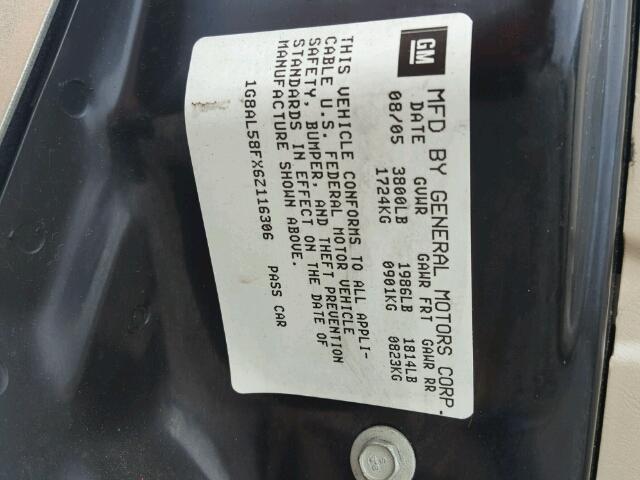 GM
MFD BY GENERAL MOTORS CORP.
DATE GVWR GAWR FRT GAWR RR
08/05 3800LB 1986LB 1814LB
1724KG 0901KG 0823KG
THIS VEHICLE CONFORMS TO ALL APPLI-
CABLE U.S. FEDERAL MOTOR VEHICLE
SAFETY, BUMPER, AND THEFT PREVENTION
STANDARDS IN EFFECT ON THE DATE OF
MANUFACTURE SHOWN ABOVE.
1G8AL58FX6Z116306 PASS CAR